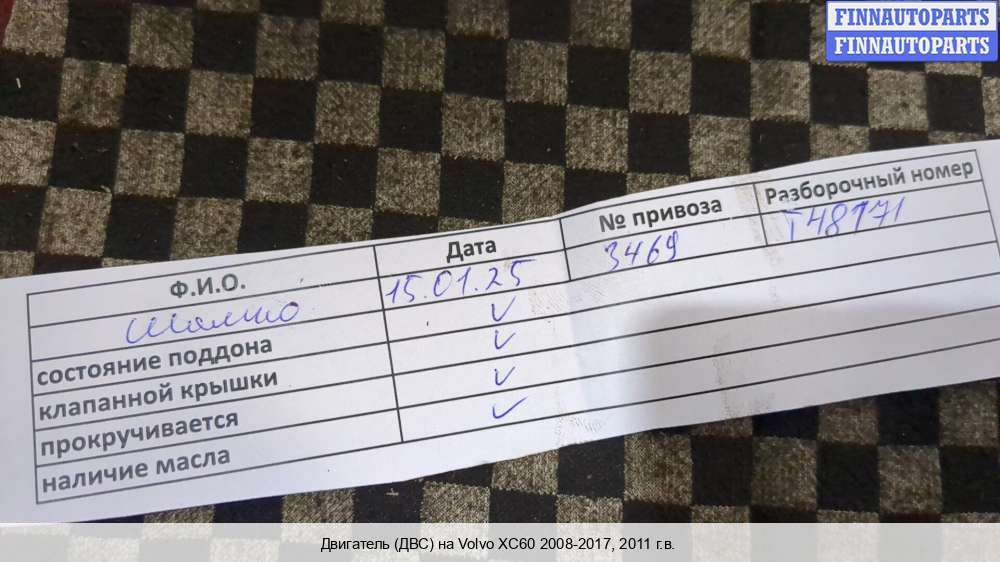 FINNAUTOPARTS
FINNAUTOPARTS
Ф.И.О. Дата № привоза Разборочный номер
15.01.25 3469 T48171
состояние поддона ✓
клапанной крышки ✓
прокручивается ✓
наличие масла ✓
Двигатель (ДВС) на Volvo XC60 2008-2017, 2011 г.в.